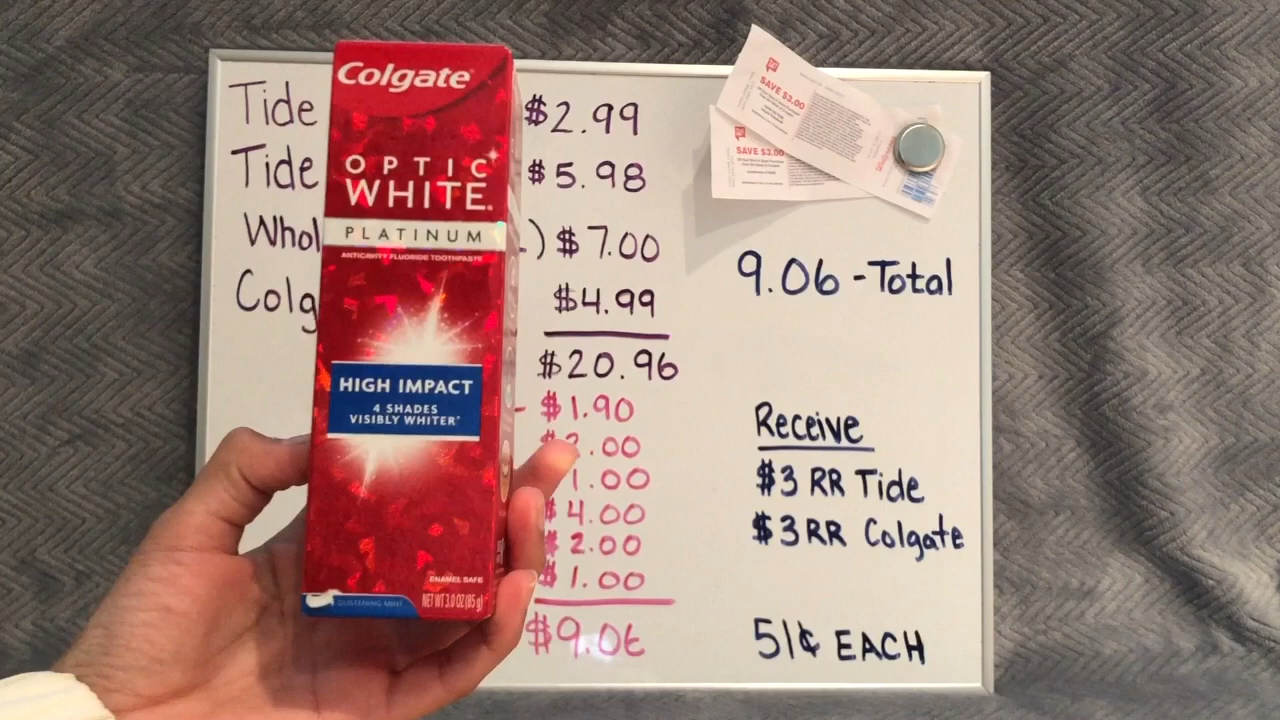 Tide
$2.99
Tide
$5.98
Whol
) $7.00
Colg
$4.99
$20.96
- $1.90
.00
1.00
$4.00
$2.00
$1.00
$9.06
Colgate
OPTIC
WHITE
PLATINUM
ANTICAVITY FLUORIDE TOOTHPASTE
HIGH IMPACT
4 SHADES
VISIBLY WHITER*
ENAMEL SAFE
GLISTENING MINT
NET WT 3.0 OZ (85 g)
SAVE $3.00
SAVE $3.00
9.06 - Total
Receive
$3 RR Tide
$3 RR Colgate
51¢ EACH